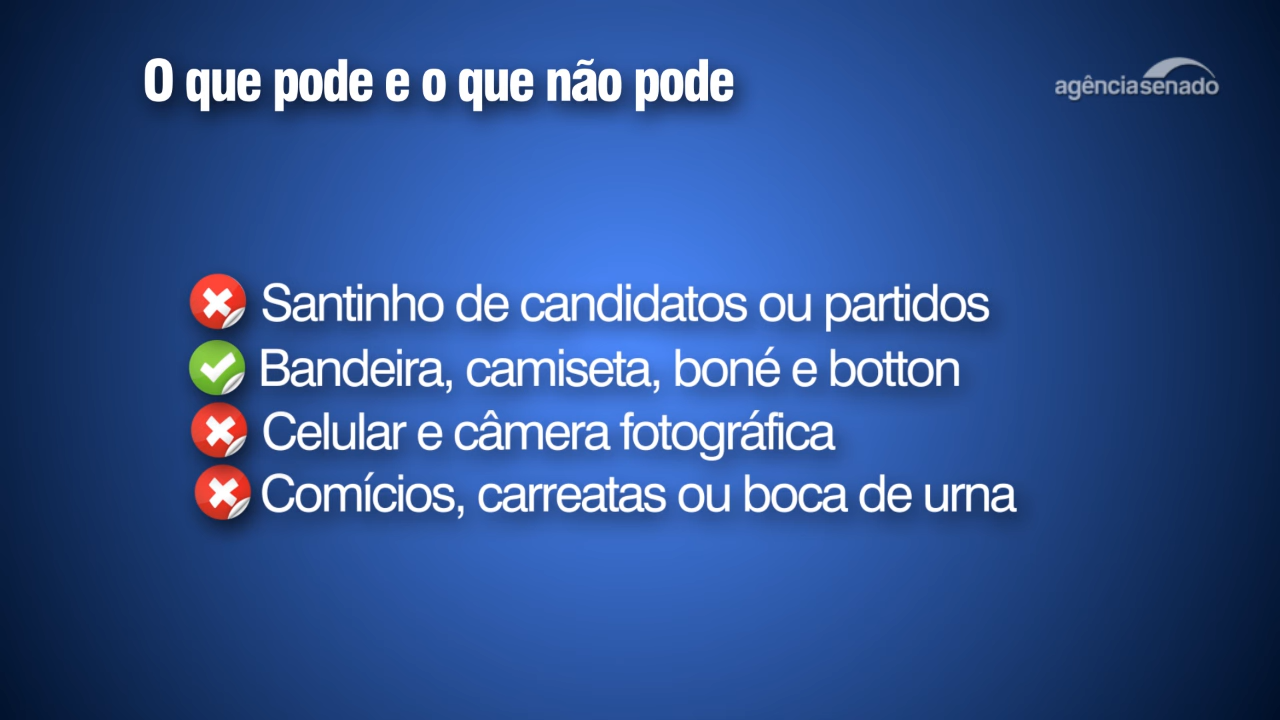 O que pode e o que não pode
agênciasenado
Santinho de candidatos ou partidos
Bandeira, camiseta, boné e botton
Celular e câmera fotográfica
Comícios, carreatas ou boca de urna